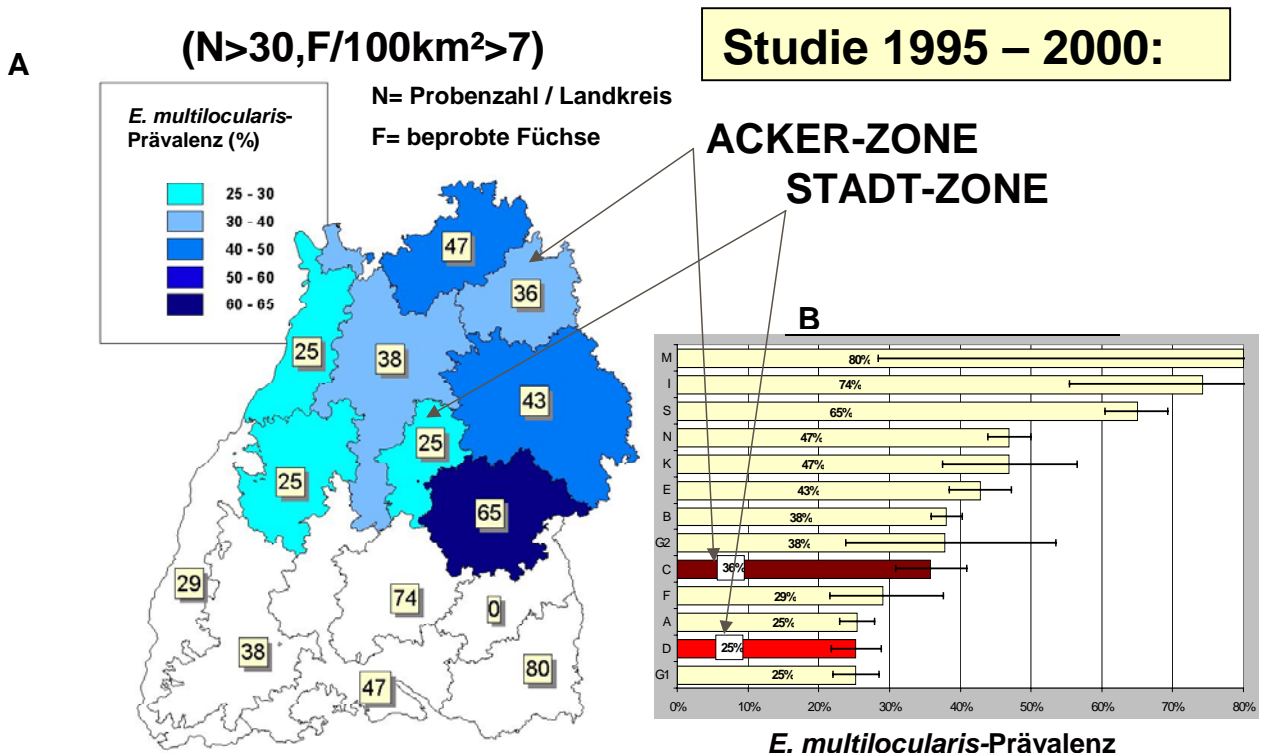 A
(N>30,F/100km²>7)
Studie 1995 – 2000:
N= Probenzahl / Landkreis
F= beprobte Füchse
E. multilocularis-
Prävalenz (%)
25 - 30
30 - 40
40 - 50
50 - 60
60 - 65
ACKER-ZONE
STADT-ZONE
47
36
25
38
43
25
25
65
29
74
0
38
80
47
B
M 80%
I 74%
S 65%
N 47%
K 47%
E 43%
B 38%
G2 38%
C 36%
F 29%
A 25%
D 25%
G1 25%
0% 10% 20% 30% 40% 50% 60% 70% 80%
E. multilocularis-Prävalenz